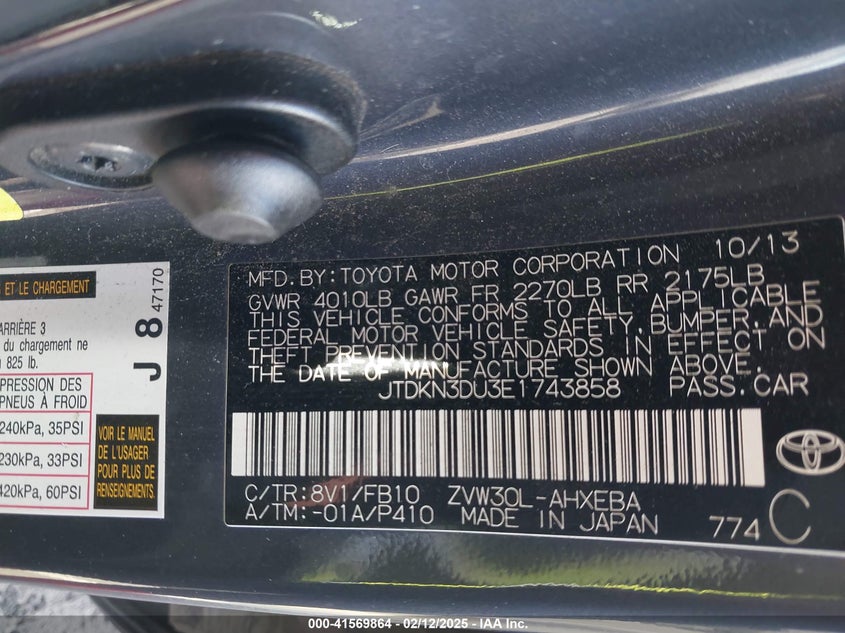 MFD.BY:TOYOTA MOTOR CORPORATION 10/13
GVWR 4010LB GAWR FR 2270LB RR 2175LB
THIS VEHICLE CONFORMS TO ALL APPLICABLE
FEDERAL MOTOR VEHICLE SAFETY,BUMPER,AND
THEFT PREVENTION STANDARDS IN EFFECT ON
THE DATE OF MANUFACTURE SHOWN ABOVE.
JTDKN3DU3E1743858 PASS.CAR
C/TR:8V1/FB10 ZVW30L-AHXEBA
A/TM:-01A/P410 MADE IN JAPAN 774 C
ET LE CHARGEMENT
ARRIÈRE 3
du chargement ne
825 lb.
PRESSION DES
PNEUS À FROID
240kPa, 35PSI
230kPa, 33PSI
420kPa, 60PSI
VOIR LE MANUEL
DE L'USAGER
POUR PLUS DE
RENSEIGNEMENTS.
J 8 47170
000-41569864 - 02/12/2025 - IAA Inc.